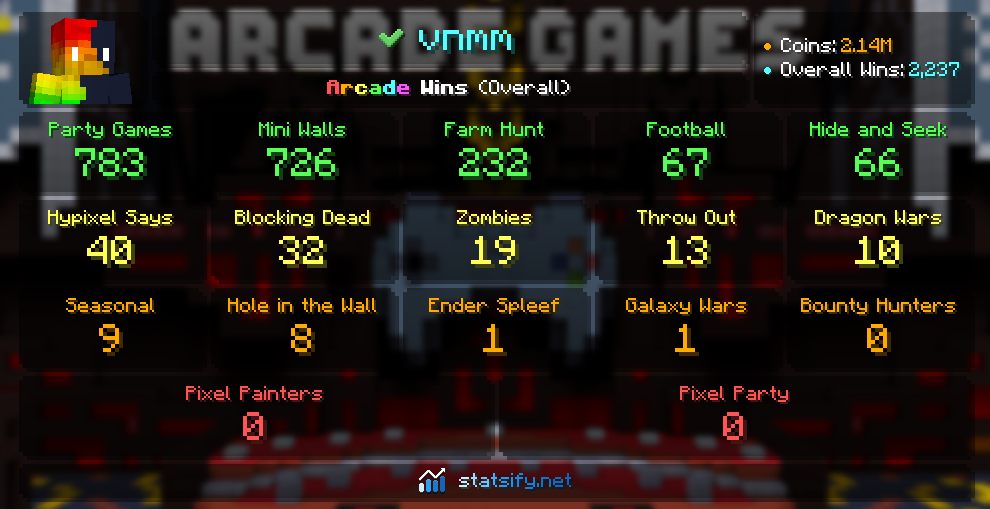 ARCADE GAMES
✔ vnmm
Arcade Wins (Overall)
• Coins: 2.14M
• Overall Wins: 2,237
Party Games Mini Walls Farm Hunt Football Hide and Seek
783 726 232 67 66
Hypixel Says Blocking Dead Zombies Throw Out Dragon Wars
40 32 19 13 10
Seasonal Hole in the Wall Ender Spleef Galaxy Wars Bounty Hunters
9 8 1 1 0
Pixel Painters Pixel Party
0 0
statsify.net